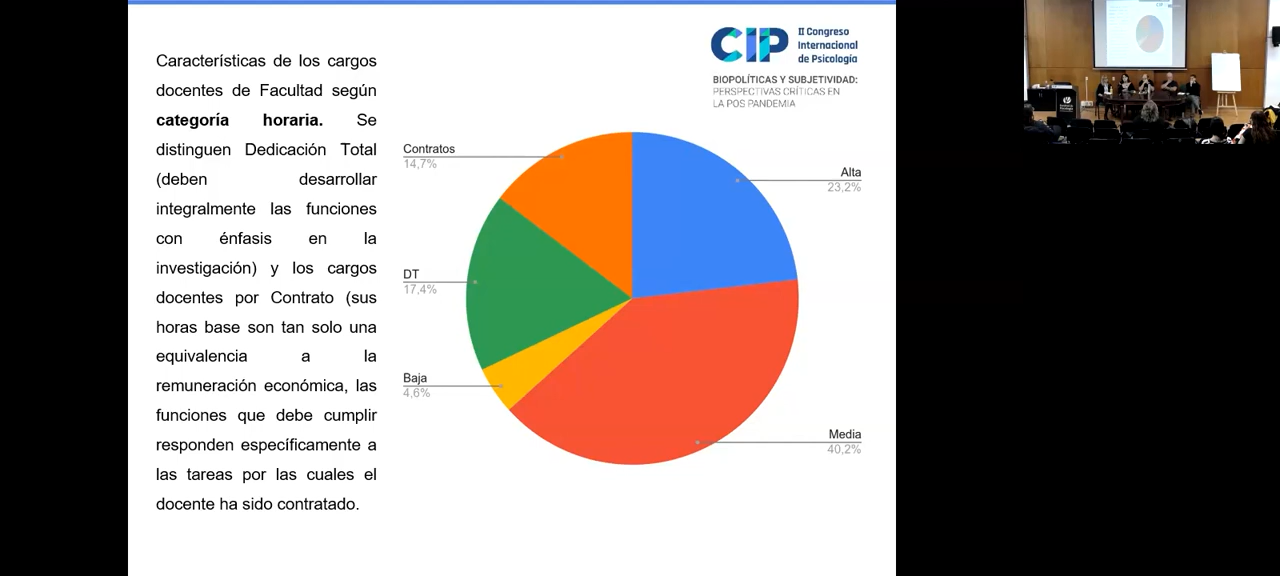 Características de los cargos
docentes de Facultad según
categoría horaria. Se
distinguen Dedicación Total
(deben desarrollar
integralmente las funciones
con énfasis en la
investigación) y los cargos
docentes por Contrato (sus
horas base son tan solo una
equivalencia a la
remuneración económica, las
funciones que debe cumplir
responden específicamente a
las tareas por las cuales el
docente ha sido contratado.
CIP
II Congreso
Internacional
de Psicología
BIOPOLÍTICAS Y SUBJETIVIDAD:
PERSPECTIVAS CRÍTICAS EN
LA POS PANDEMIA
Contratos
14,7%
Alta
23,2%
DT
17,4%
Baja
4,6%
Media
40,2%